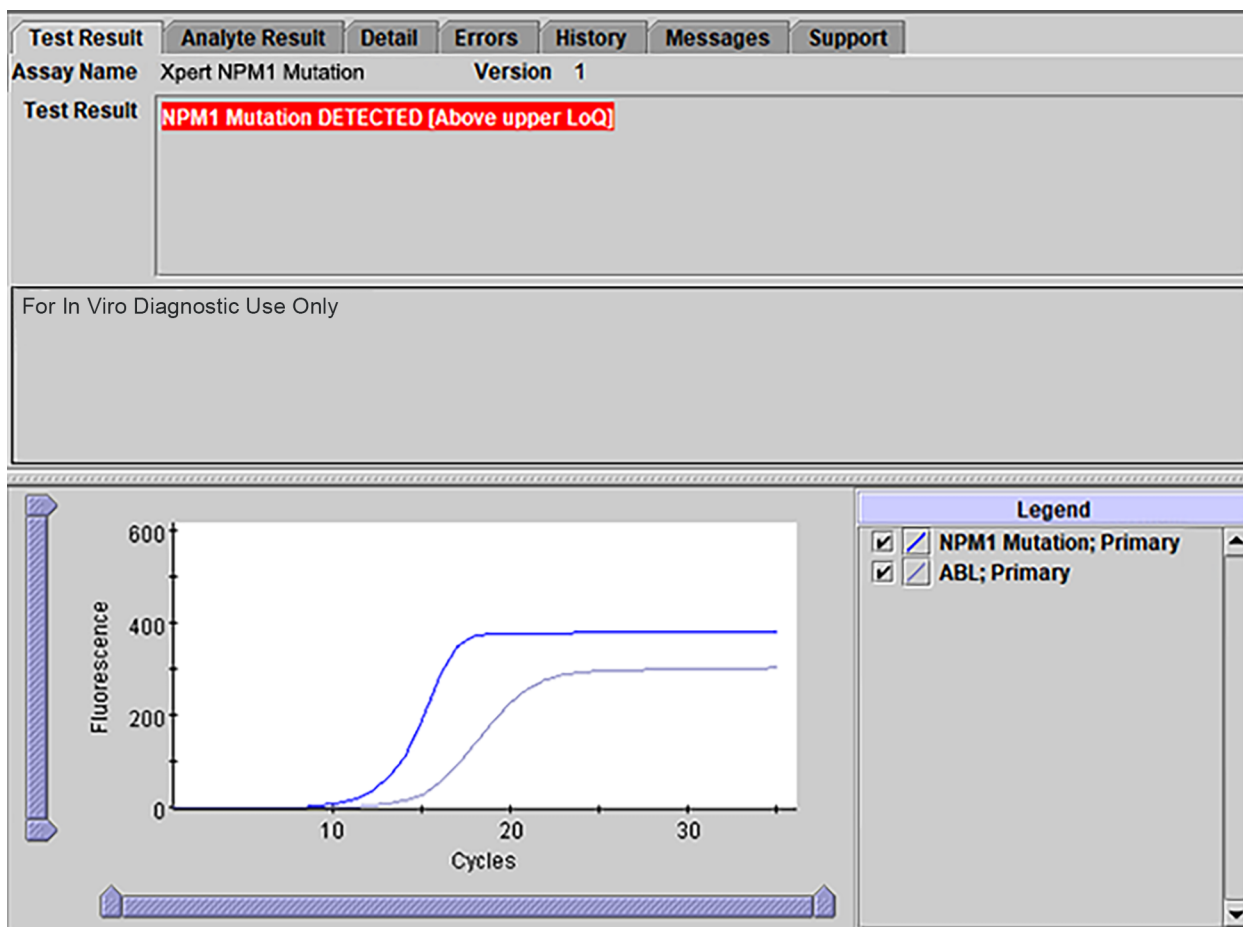 Test Result Analyte Result Detail Errors History Messages Support
Assay Name Xpert NPM1 Mutation Version 1
Test Result NPM1 Mutation DETECTED [Above upper LoQ]
For In Viro Diagnostic Use Only
Legend
NPM1 Mutation; Primary
ABL; Primary
600
400
200
0
Fluorescence
10 20 30
Cycles